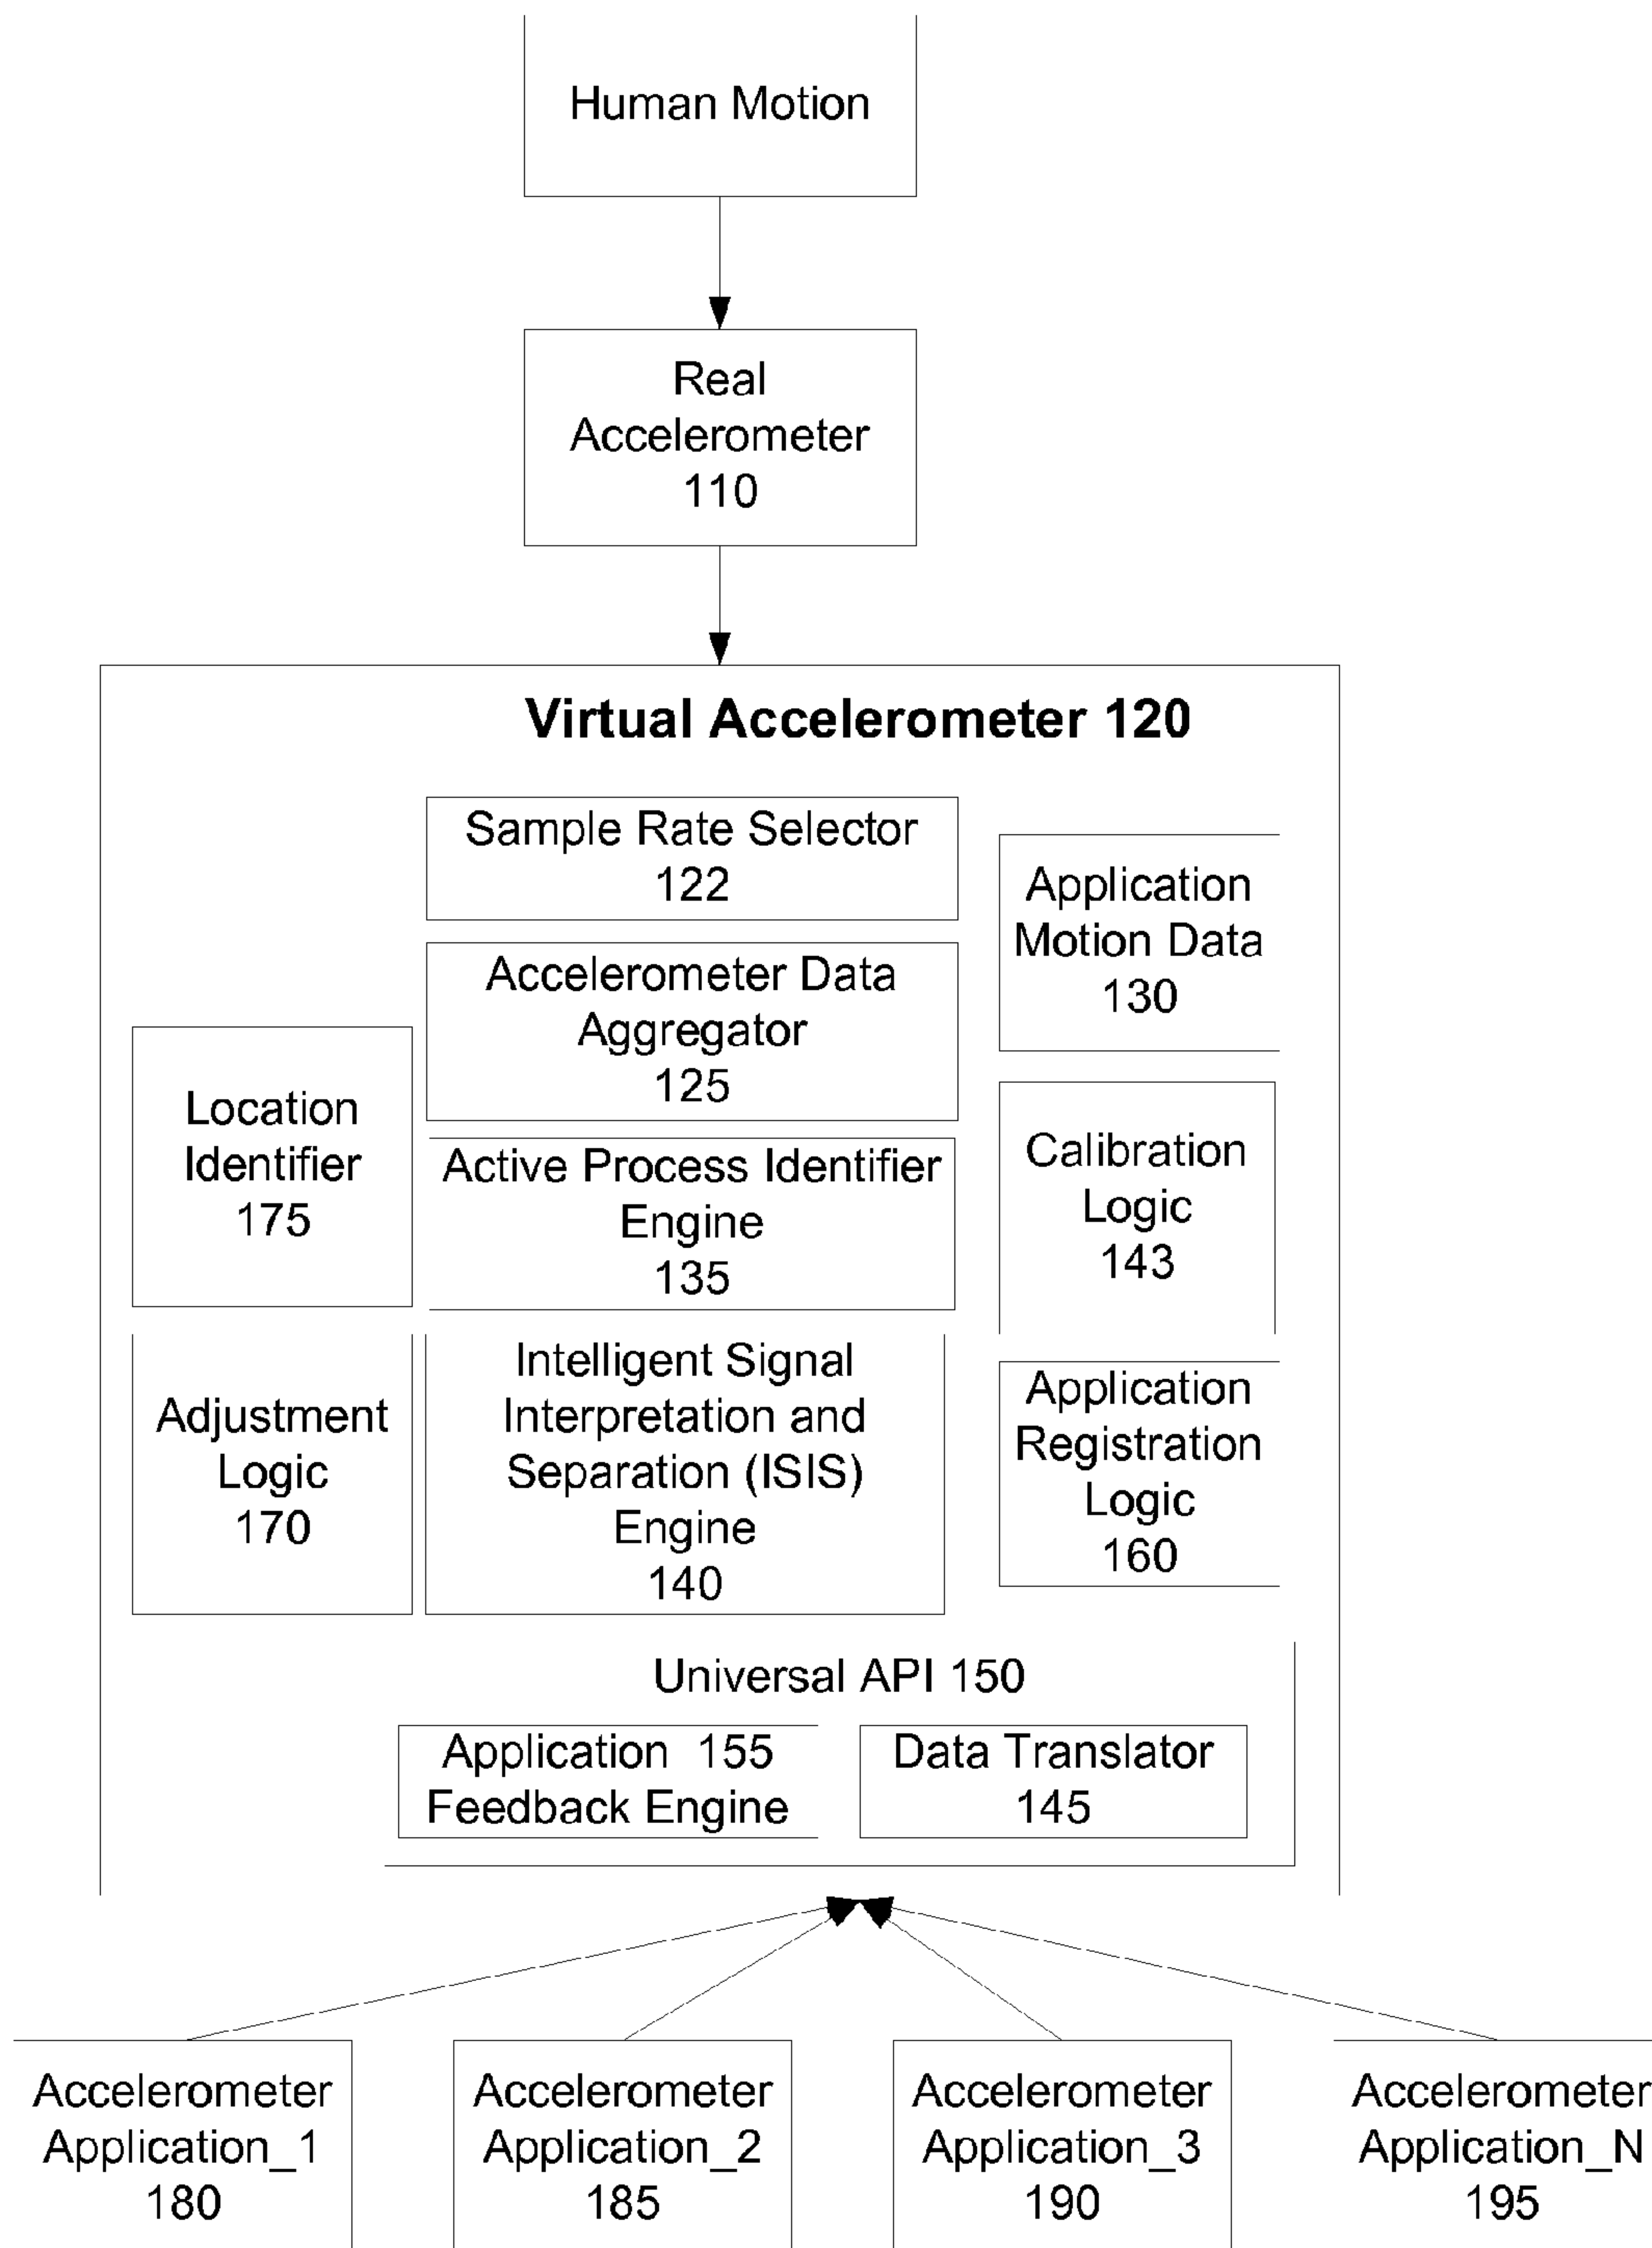 Human Motion
Real
Accelerometer
110
Virtual Accelerometer 120
Sample Rate Selector
122
Application
Motion Data
130
Accelerometer Data
Aggregator
125
Location
Identifier
175
Active Process Identifier
Engine
135
Calibration
Logic
143
Adjustment
Logic
170
Intelligent Signal
Interpretation and
Separation (ISIS)
Engine
140
Application
Registration
Logic
160
Universal API 150
Application 155
Feedback Engine
Data Translator
145
Accelerometer
Application_1
180
Accelerometer
Application_2
185
Accelerometer
Application_3
190
Accelerometer
Application_N
195